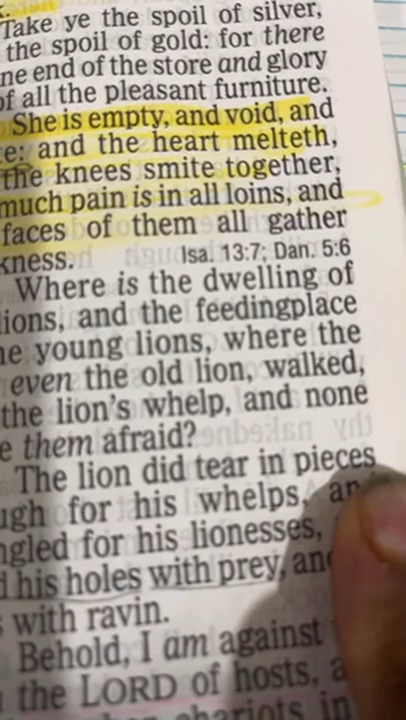 Take ye the spoil of silver,
the spoil of gold: for there
end of the store and glory
of all the pleasant furniture.
She is empty, and void, and
and the heart melteth,
the knees smite together,
much pain is in all loins, and
faces of them all gather
kness. Isa. 13:7; Dan. 5:6
Where is the dwelling of
lions, and the feedingplace
young lions, where the
even the old lion, walked,
the lion's whelp, and none
them afraid?
The lion did tear in pieces
ugh for his whelps,
ngled for his lionesses,
his holes with prey, and
with ravin.
Behold, I am against
the LORD of hosts,
chariots in